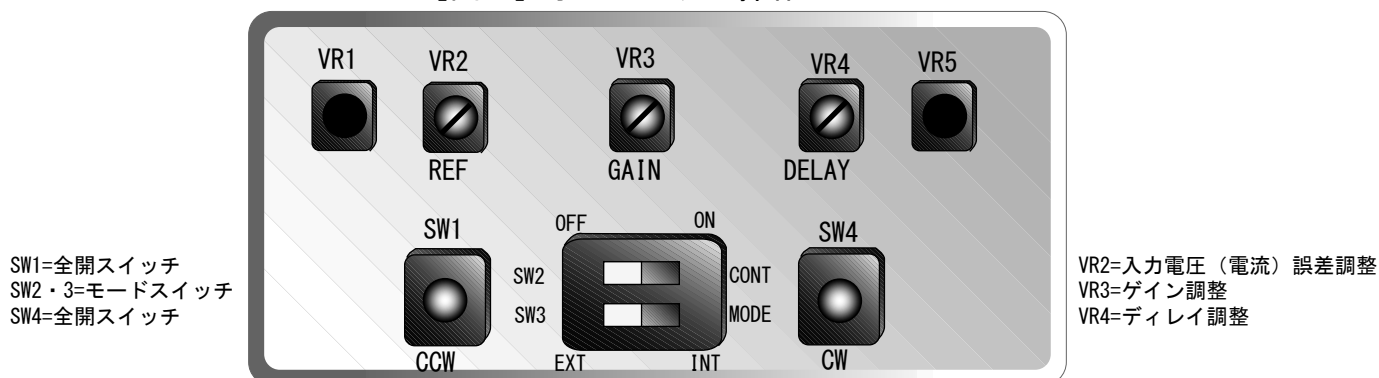 VR1 VR2 VR3 VR4 VR5
REF GAIN DELAY
SW1 OFF ON SW4
SW2 CONT
SW3 MODE
CCW EXT INT CW
SW1=全開スイッチ
SW2・3=モードスイッチ
SW4=全開スイッチ
VR2=入力電圧（電流）誤差調整
VR3=ゲイン調整
VR4=ディレイ調整